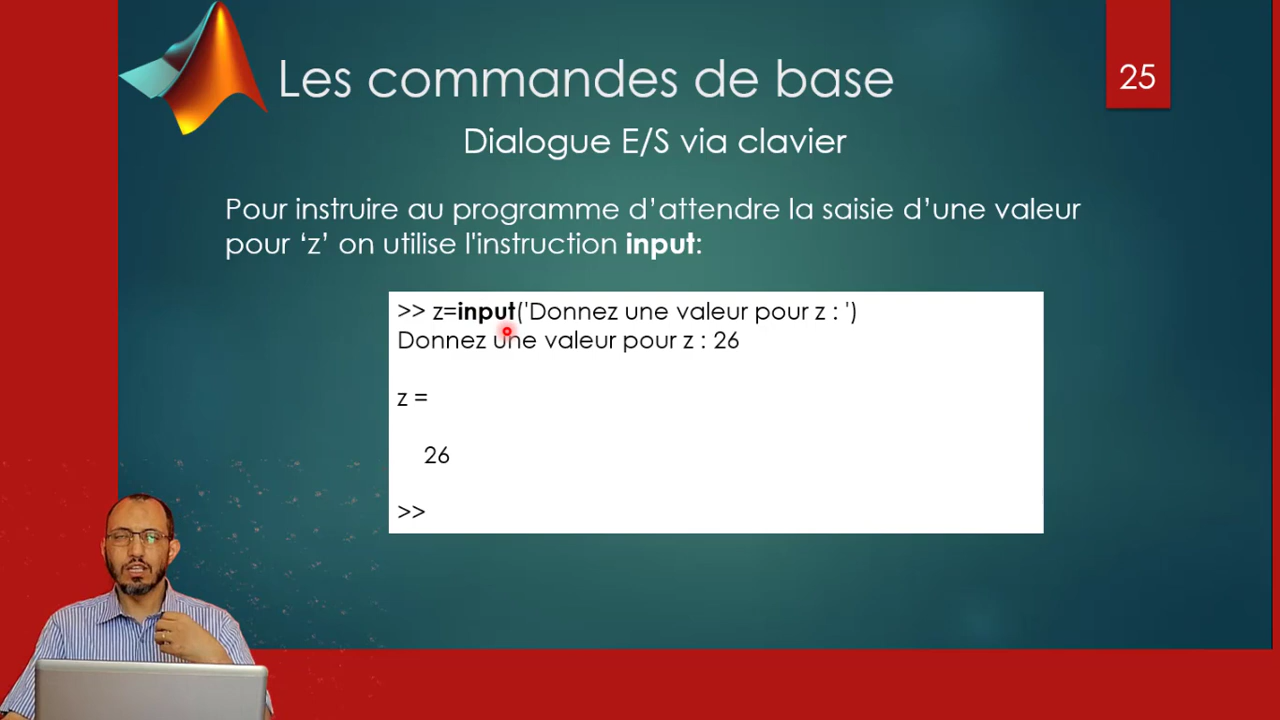 Les commandes de base
25
Dialogue E/S via clavier
Pour instruire au programme d’attendre la saisie d’une valeur
pour ‘z’ on utilise l'instruction input:
>> z=input('Donnez une valeur pour z : ')
Donnez une valeur pour z : 26
z =
26
>>